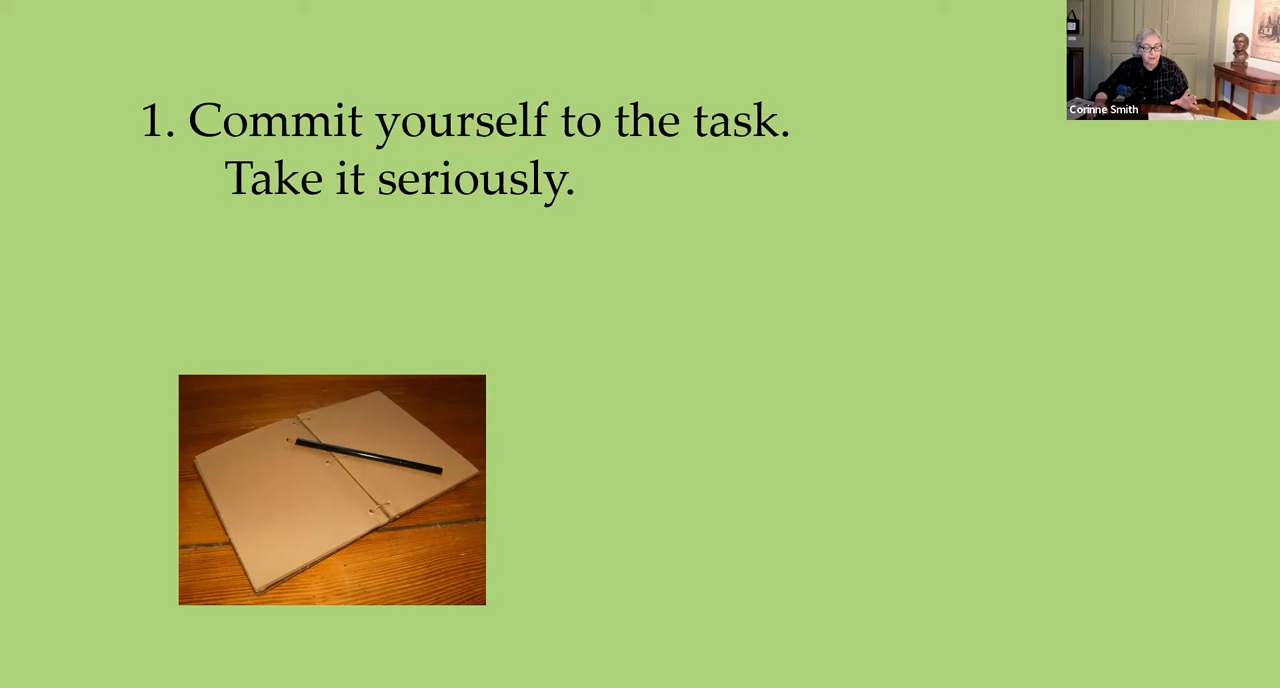 1. Commit yourself to the task.
Take it seriously.
Corinne Smith